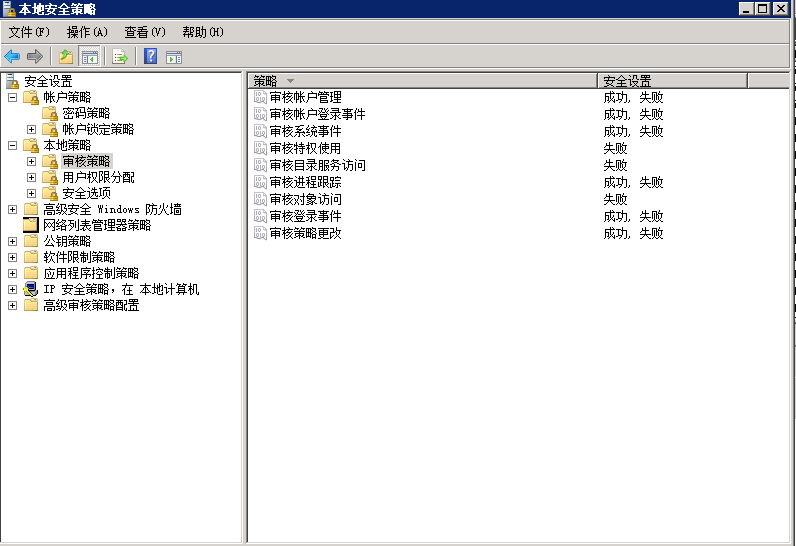 本地安全策略
文件(F) 操作(A) 查看(V) 帮助(H)
安全设置
帐户策略
密码策略
帐户锁定策略
本地策略
审核策略
用户权限分配
安全选项
高级安全 Windows 防火墙
网络列表管理器策略
公钥策略
软件限制策略
应用程序控制策略
IP 安全策略，在 本地计算机
高级审核策略配置
策略 安全设置
审核帐户管理 成功, 失败
审核帐户登录事件 成功, 失败
审核系统事件 成功, 失败
审核特权使用 失败
审核目录服务访问 失败
审核进程跟踪 成功, 失败
审核对象访问 失败
审核登录事件 成功, 失败
审核策略更改 成功, 失败